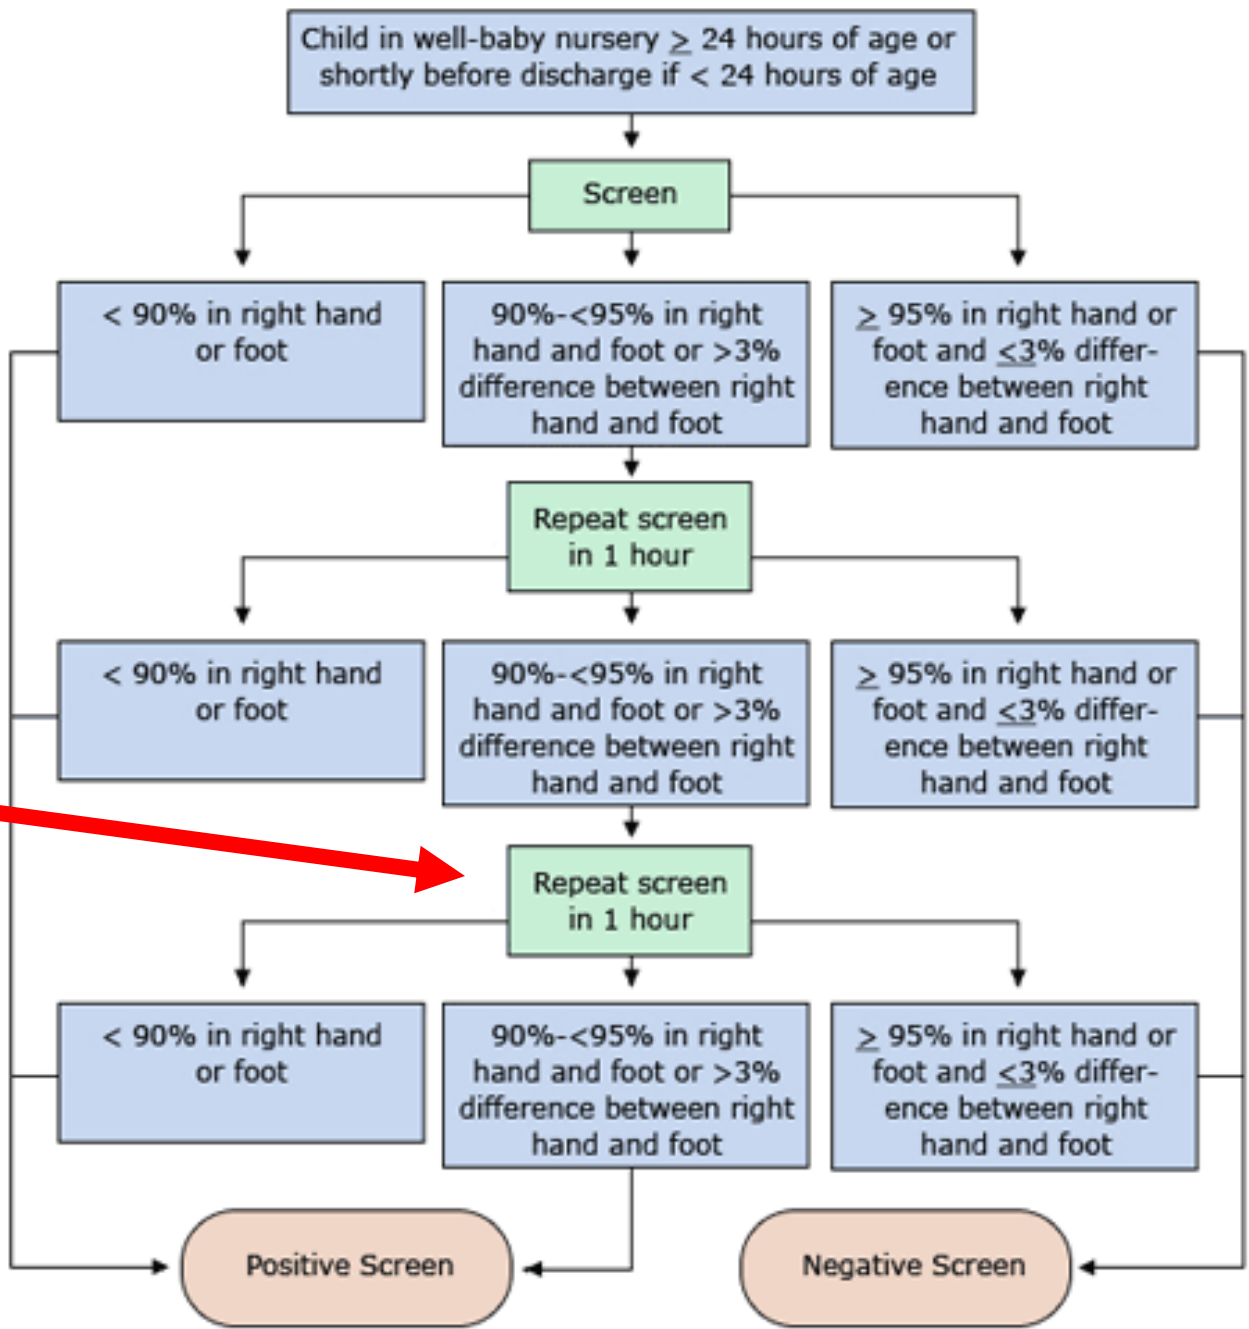 Child in well-baby nursery ≥ 24 hours of age or
shortly before discharge if < 24 hours of age
Screen
< 90% in right hand
or foot
90%-<95% in right
hand and foot or >3%
difference between right
hand and foot
≥ 95% in right hand or
foot and ≤3% differ-
ence between right
hand and foot
Repeat screen
in 1 hour
< 90% in right hand
or foot
90%-<95% in right
hand and foot or >3%
difference between right
hand and foot
≥ 95% in right hand or
foot and ≤3% differ-
ence between right
hand and foot
Repeat screen
in 1 hour
< 90% in right hand
or foot
90%-<95% in right
hand and foot or >3%
difference between right
hand and foot
≥ 95% in right hand or
foot and ≤3% differ-
ence between right
hand and foot
Positive Screen
Negative Screen